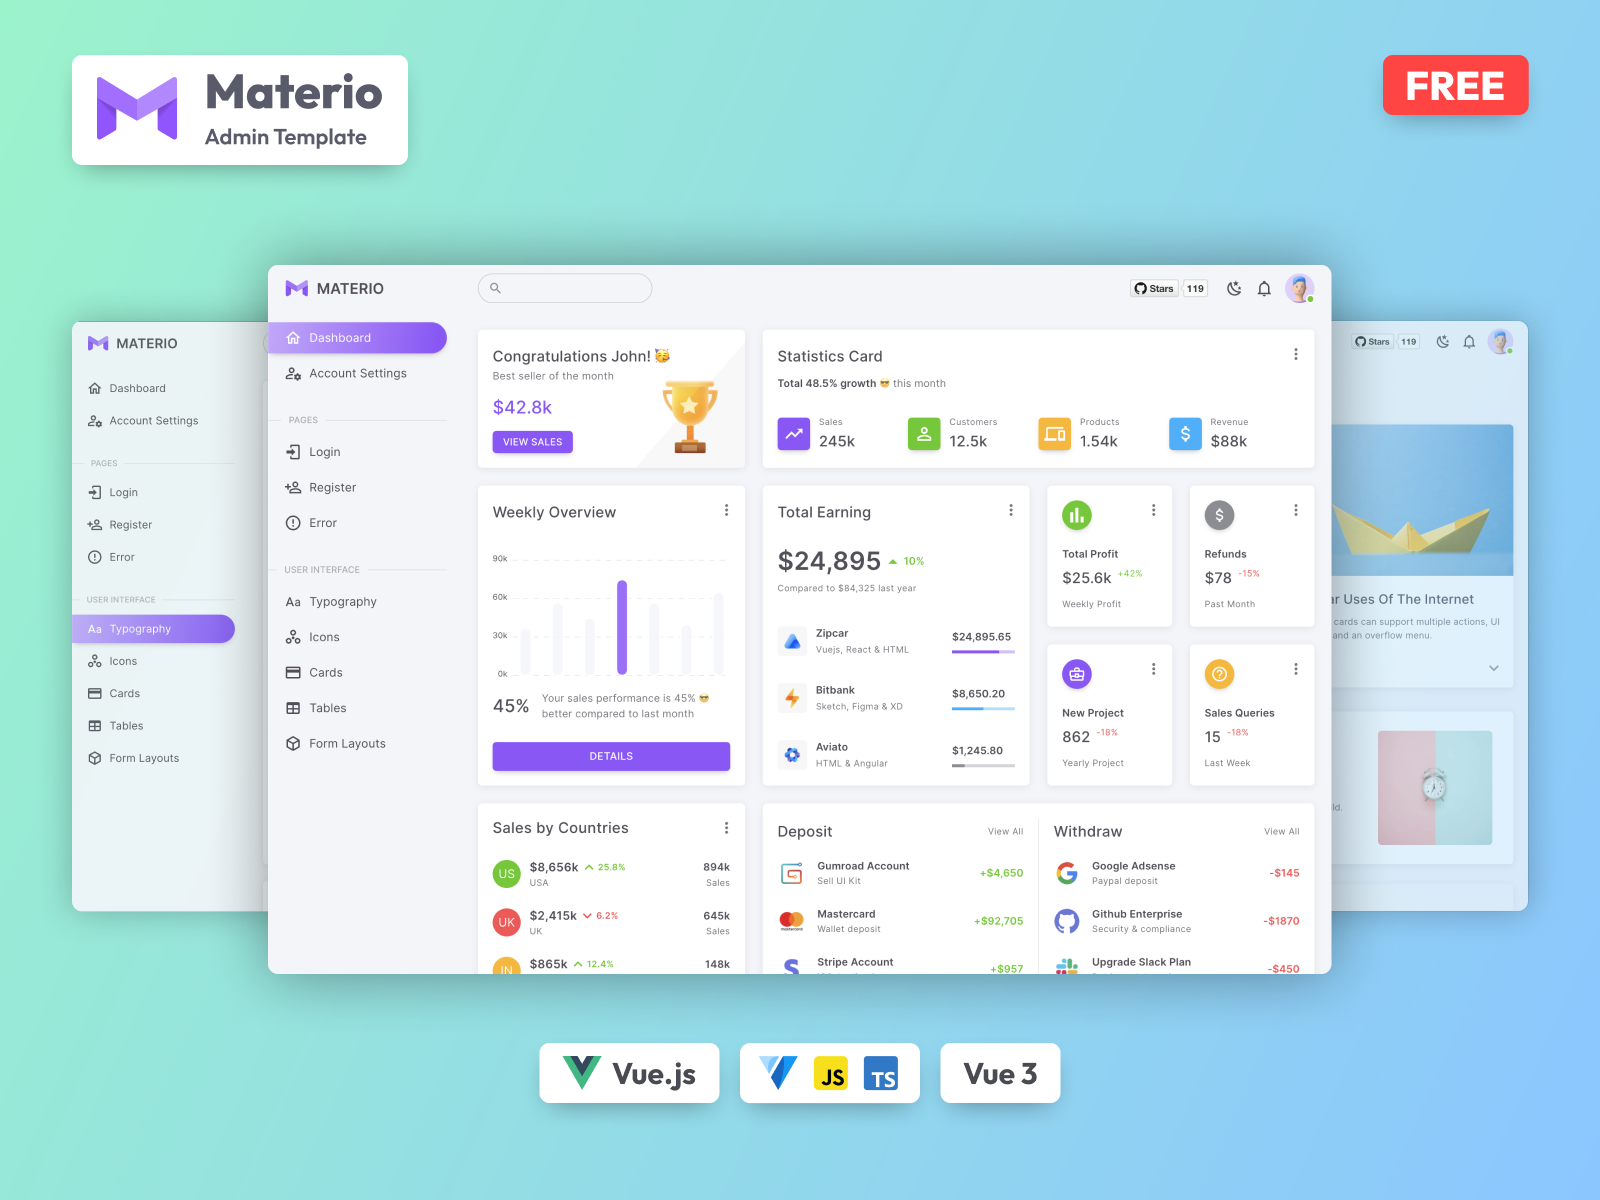 Materio
Admin Template
FREE
MATERIO
Dashboard
Account Settings
PAGES
Login
Register
Error
USER INTERFACE
Aa Typography
Icons
Cards
Tables
Form Layouts
MATERIO
Stars 119
Dashboard
Account Settings
PAGES
Login
Register
Error
USER INTERFACE
Aa Typography
Icons
Cards
Tables
Form Layouts
Congratulations John!
Best seller of the month
$42.8k
VIEW SALES
Statistics Card
Total 48.5% growth this month
Sales
245k
Customers
12.5k
Products
1.54k
Revenue
$ $88k
Weekly Overview
90k
60k
30k
0k
45%
Your sales performance is 45%
better compared to last month
DETAILS
Total Earning
$24,895 10%
Compared to $84,325 last year
Zipcar
Vuejs, React & HTML
$24,895.65
Bitbank
Sketch, Figma & XD
$8,650.20
Aviato
HTML & Angular
$1,245.80
Total Profit
$25.6k +42%
Weekly Profit
$
Refunds
$78 -15%
Past Month
New Project
862 -18%
Yearly Project
?
Sales Queries
15 -18%
Last Week
Sales by Countries
US $8,656k 25.8%
USA
894k
Sales
UK $2,415k 6.2%
UK
645k
Sales
IN $865k 12.4%
148k
Deposit
View All
Gumroad Account
Sell UI Kit
+$4,650
mastercard
Mastercard
Wallet deposit
+$92,705
Stripe Account
+$957
Withdraw
View All
Google Adsense
Paypal deposit
-$145
Github Enterprise
Security & compliance
-$1870
Upgrade Slack Plan
-$450
Stars 119
r Uses Of The Internet
cards can support multiple actions, UI
and an overflow menu.
ld.
Vue.js
JS
TS
Vue 3